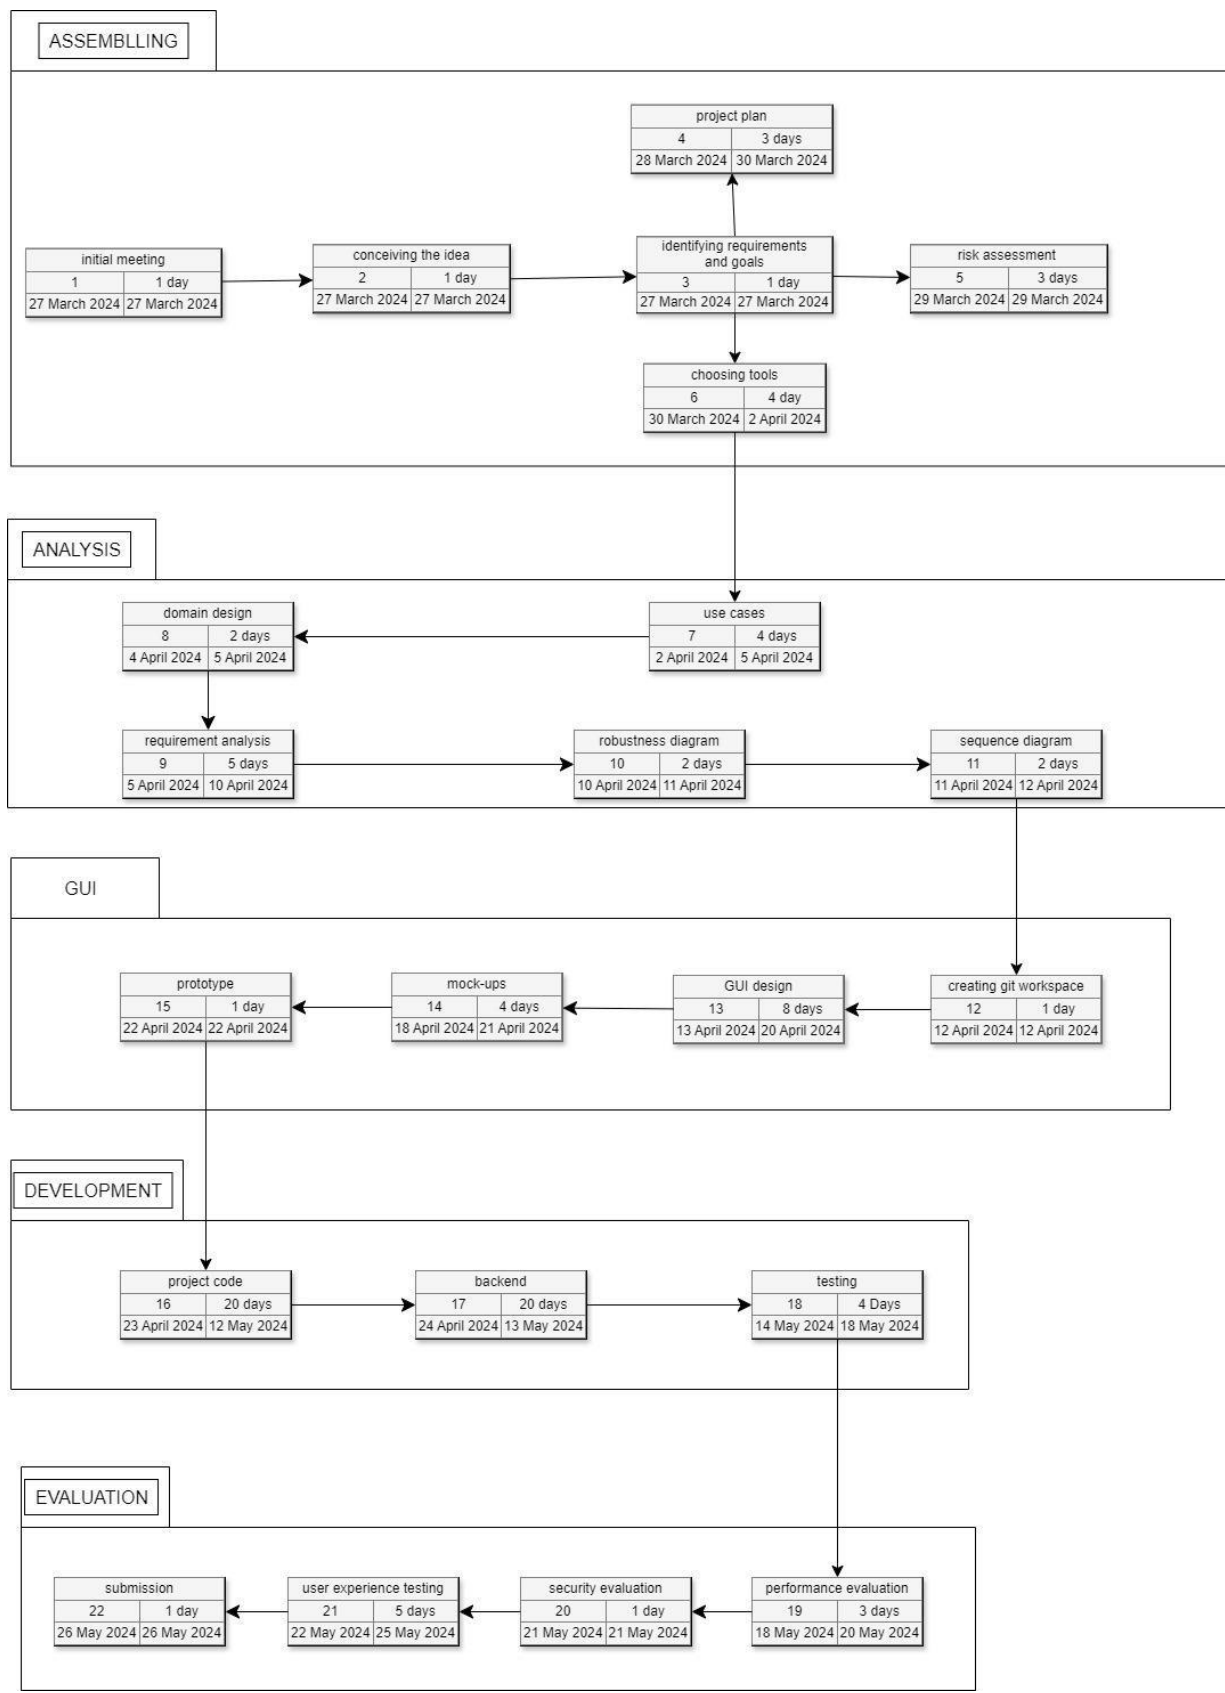 ASSEMBLLING
project plan
4 3 days
28 March 2024 30 March 2024
initial meeting
1 1 day
27 March 2024 27 March 2024
conceiving the idea
2 1 day
27 March 2024 27 March 2024
identifying requirements
and goals
3 1 day
27 March 2024 27 March 2024
risk assessment
5 3 days
29 March 2024 29 March 2024
choosing tools
6 4 day
30 March 2024 2 April 2024
ANALYSIS
domain design
8 2 days
4 April 2024 5 April 2024
use cases
7 4 days
2 April 2024 5 April 2024
requirement analysis
9 5 days
5 April 2024 10 April 2024
robustness diagram
10 2 days
10 April 2024 11 April 2024
sequence diagram
11 2 days
11 April 2024 12 April 2024
GUI
prototype
15 1 day
22 April 2024 22 April 2024
mock-ups
14 4 days
18 April 2024 21 April 2024
GUI design
13 8 days
13 April 2024 20 April 2024
creating git workspace
12 1 day
12 April 2024 12 April 2024
DEVELOPMENT
project code
16 20 days
23 April 2024 12 May 2024
backend
17 20 days
24 April 2024 13 May 2024
testing
18 4 Days
14 May 2024 18 May 2024
EVALUATION
submission
22 1 day
26 May 2024 26 May 2024
user experience testing
21 5 days
22 May 2024 25 May 2024
security evaluation
20 1 day
21 May 2024 21 May 2024
performance evaluation
19 3 days
18 May 2024 20 May 2024